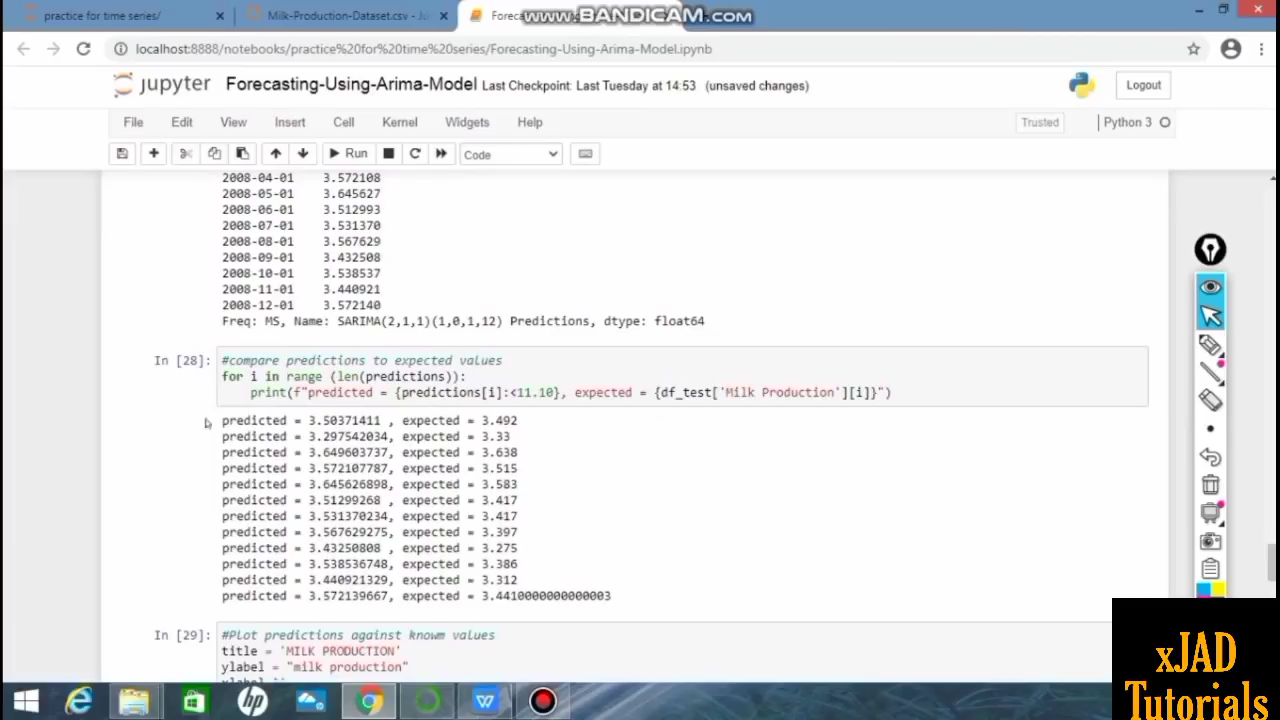 practice for time series/
Milk-Production-Dataset.csv - Ju
Foreca
www.BANDICAM.com
localhost:8888/notebooks/practice%20for%20time%20series/Forecasting-Using-Arima-Model.ipynb
jupyter Forecasting-Using-Arima-Model Last Checkpoint: Last Tuesday at 14:53 (unsaved changes)
Logout
File Edit View Insert Cell Kernel Widgets Help
Trusted
Python 3
Run
Code
2008-04-01 3.572108
2008-05-01 3.645627
2008-06-01 3.512993
2008-07-01 3.531370
2008-08-01 3.567629
2008-09-01 3.432508
2008-10-01 3.538537
2008-11-01 3.440921
2008-12-01 3.572140
Freq: MS, Name: SARIMA(2,1,1)(1,0,1,12) Predictions, dtype: float64
In [28]: #compare predictions to expected values
for i in range (len(predictions)):
print(f"predicted = {predictions[i]:<11.10}, expected = {df_test['Milk Production'][i]}")
predicted = 3.50371411 , expected = 3.492
predicted = 3.297542034, expected = 3.33
predicted = 3.649603737, expected = 3.638
predicted = 3.572107787, expected = 3.515
predicted = 3.645626898, expected = 3.583
predicted = 3.51299268 , expected = 3.417
predicted = 3.531370234, expected = 3.417
predicted = 3.567629275, expected = 3.397
predicted = 3.43250808 , expected = 3.275
predicted = 3.538536748, expected = 3.386
predicted = 3.440921329, expected = 3.312
predicted = 3.572139667, expected = 3.4410000000000003
In [29]: #Plot predictions against knowm values
title = 'MILK PRODUCTION'
ylabel = "milk production"
xJAD
Tutorials